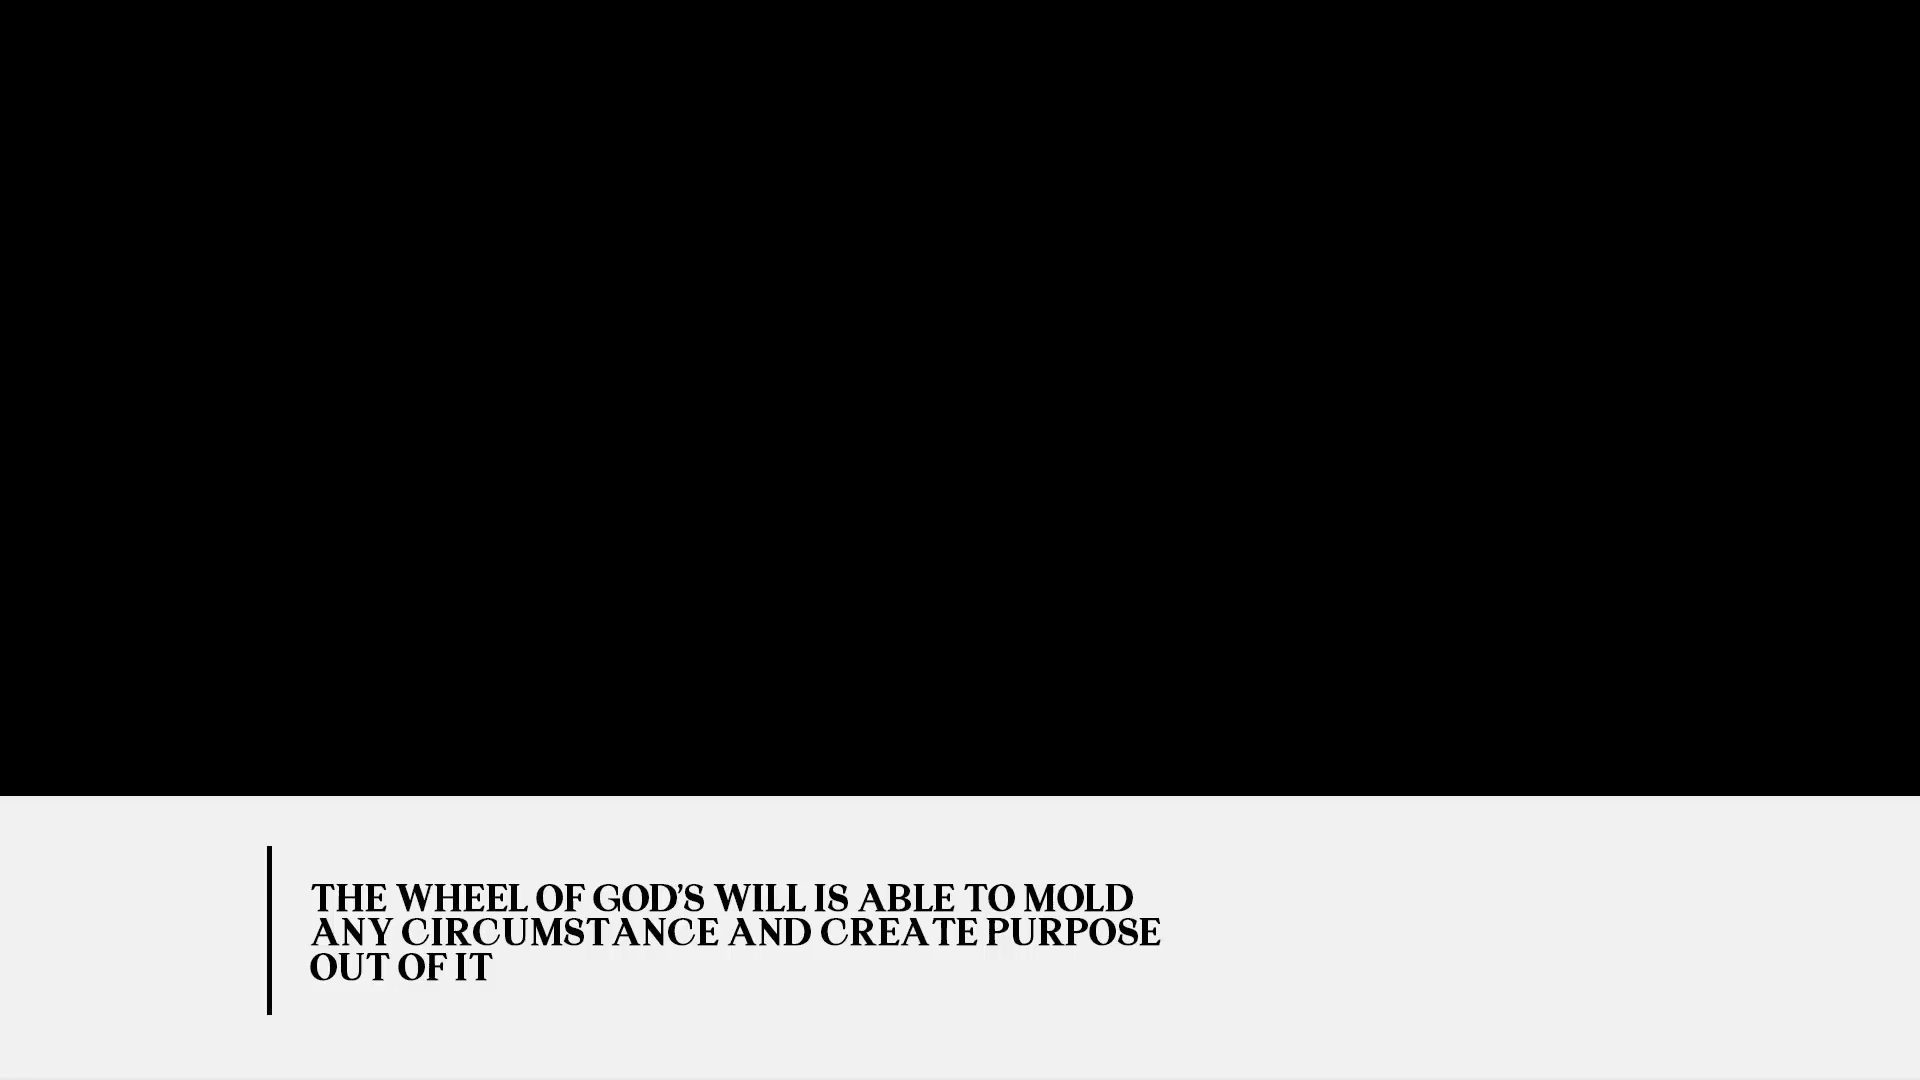 THE WHEEL OF GOD’S WILL IS ABLE TO MOLD
ANY CIRCUMSTANCE AND CREATE PURPOSE
OUT OF IT